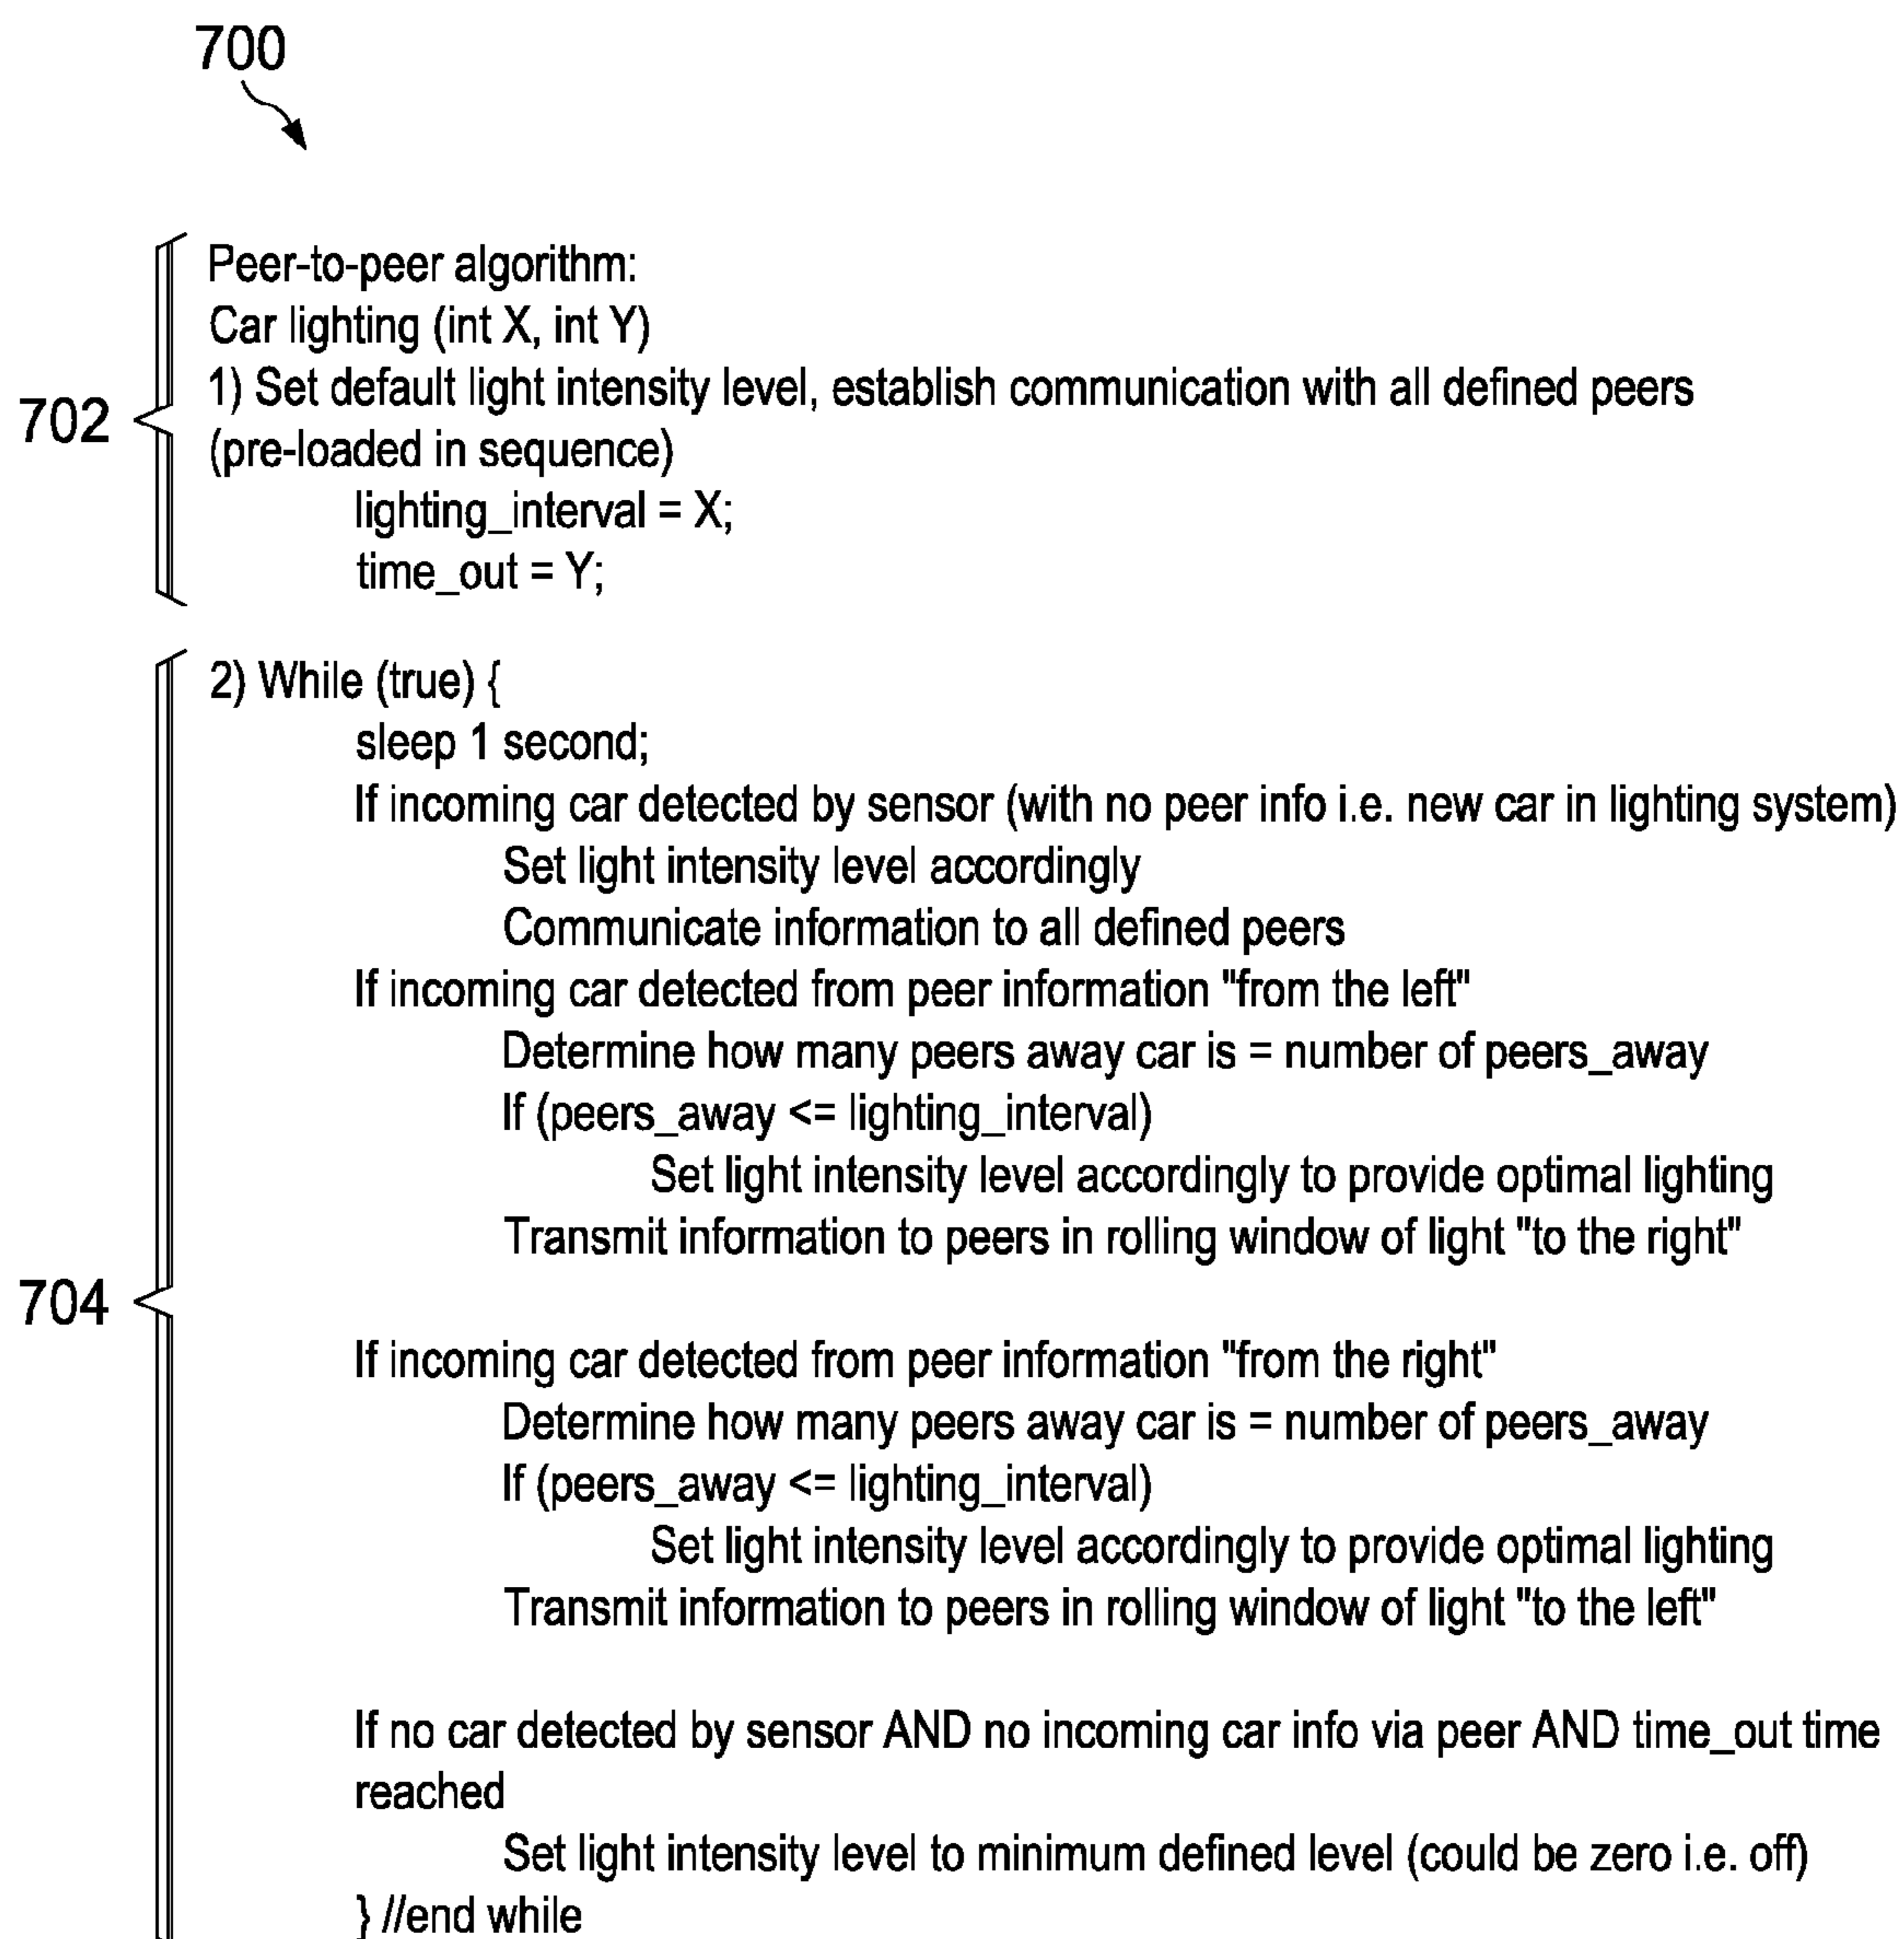 700
702
Peer-to-peer algorithm:
Car lighting (int X, int Y)
1) Set default light intensity level, establish communication with all defined peers
(pre-loaded in sequence)
lighting_interval = X;
time_out = Y;
704
2) While (true) {
sleep 1 second;
If incoming car detected by sensor (with no peer info i.e. new car in lighting system)
Set light intensity level accordingly
Communicate information to all defined peers
If incoming car detected from peer information "from the left"
Determine how many peers away car is = number of peers_away
If (peers_away <= lighting_interval)
Set light intensity level accordingly to provide optimal lighting
Transmit information to peers in rolling window of light "to the right"
If incoming car detected from peer information "from the right"
Determine how many peers away car is = number of peers_away
If (peers_away <= lighting_interval)
Set light intensity level accordingly to provide optimal lighting
Transmit information to peers in rolling window of light "to the left"
If no car detected by sensor AND no incoming car info via peer AND time_out time
reached
Set light intensity level to minimum defined level (could be zero i.e. off)
} //end while